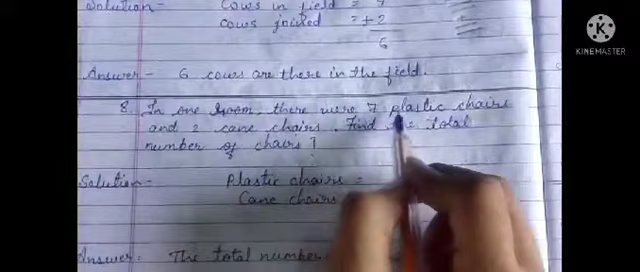 Solution   Cows in field =
Cows joined = + 2
6
Answer - 6 cows are there in the field.
8 In one room, there were 7 plastic chairs
and 2 cane chairs. Find total
number of chairs?
Solution - Plastic chairs =
Cane chairs
Answer: The total number
KINEMASTER